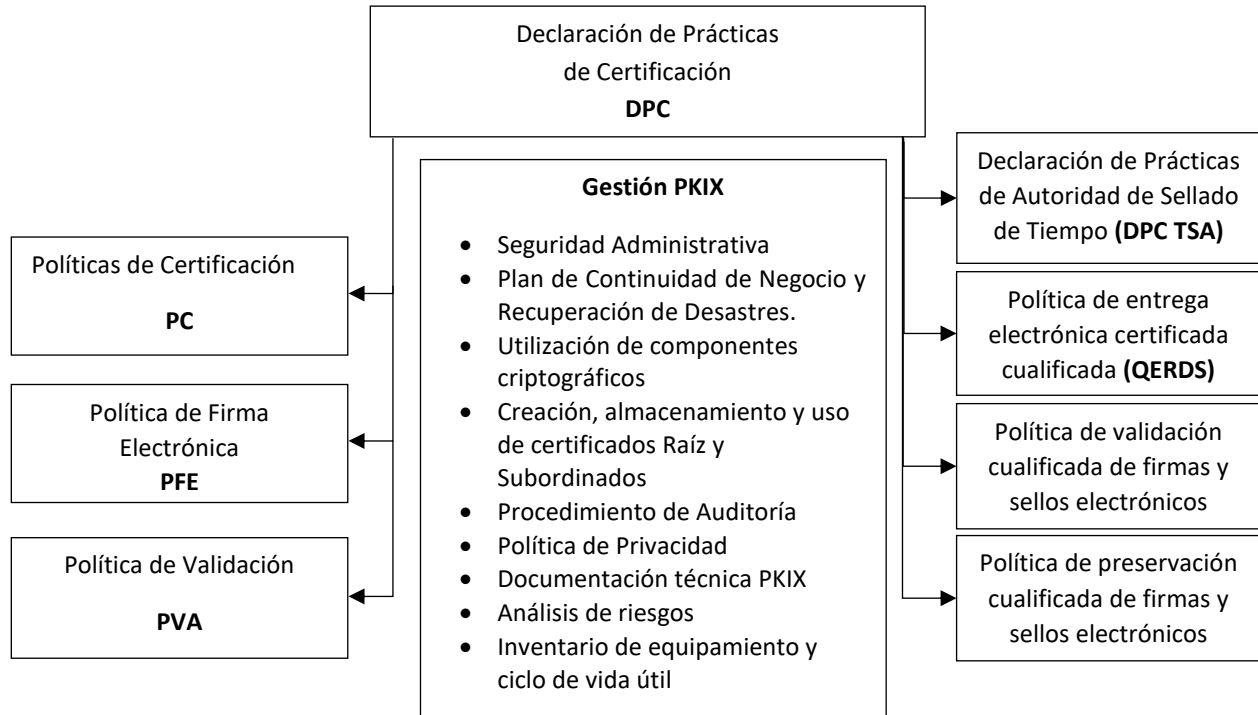 Declaración de Prácticas
de Certificación
DPC
Políticas de Certificación
PC
Política de Firma
Electrónica
PFE
Política de Validación
PVA
Gestión PKIX
• Seguridad Administrativa
• Plan de Continuidad de Negocio y
Recuperación de Desastres.
• Utilización de componentes
criptográficos
• Creación, almacenamiento y uso
de certificados Raíz y
Subordinados
• Procedimiento de Auditoría
• Política de Privacidad
• Documentación técnica PKIX
• Análisis de riesgos
• Inventario de equipamiento y
ciclo de vida útil
Declaración de Prácticas
de Autoridad de Sellado
de Tiempo (DPC TSA)
Política de entrega
electrónica certificada
cualificada (QERDS)
Política de validación
cualificada de firmas y
sellos electrónicos
Política de preservación
cualificada de firmas y
sellos electrónicos